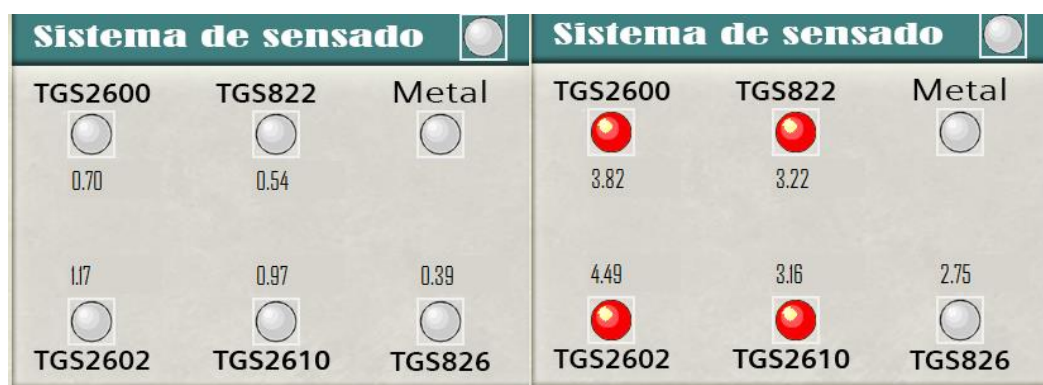 Sistema de sensado
TGS2600 TGS822 Metal
0.70 0.54
1.17 0.97 0.39
TGS2602 TGS2610 TGS826
Sistema de sensado
TGS2600 TGS822 Metal
3.82 3.22
4.49 3.16 2.75
TGS2602 TGS2610 TGS826